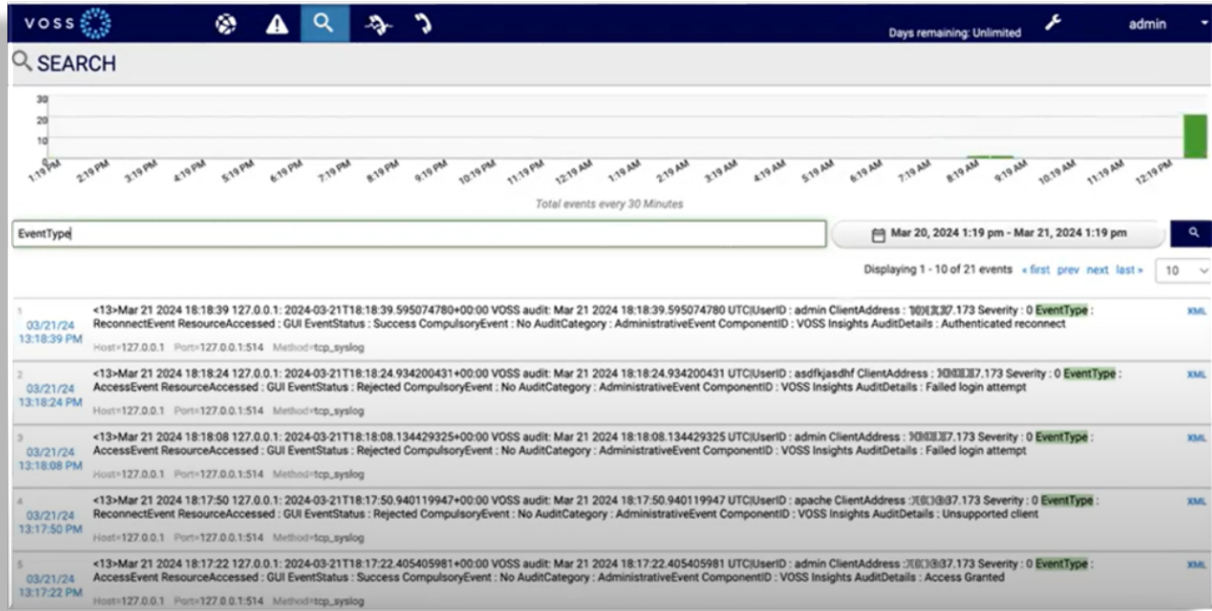 VOSS
Days remaining: Unlimited
admin
SEARCH
30
20
10
0
1:19 PM 2:19 PM 3:19 PM 4:19 PM 5:19 PM 6:19 PM 7:19 PM 8:19 PM 9:19 PM 10:19 PM 11:19 PM 12:19 AM 1:19 AM 2:19 AM 3:19 AM 4:19 AM 5:19 AM 6:19 AM 7:19 AM 8:19 AM 9:19 AM 10:19 AM 11:19 AM 12:19 PM
Total events every 30 Minutes
EventType
Mar 20, 2024 1:19 pm - Mar 21, 2024 1:19 pm
Displaying 1 - 10 of 21 events « first prev next last » 10
1
03/21/24
13:18:39 PM
<13>Mar 21 2024 18:18:39 127.0.0.1: 2024-03-21T18:18:39.595074780+00:00 VOSS audit: Mar 21 2024 18:18:39.595074780 UTC|UserID : admin ClientAddress : 7.173 Severity : 0 EventType :
ReconnectEvent ResourceAccessed : GUI EventStatus : Success CompulsoryEvent : No AuditCategory : AdministrativeEvent ComponentID : VOSS Insights AuditDetails : Authenticated reconnect
Host=127.0.0.1 Port=127.0.0.1:514 Method=tcp_syslog
XML
2
03/21/24
13:18:24 PM
<13>Mar 21 2024 18:18:24 127.0.0.1: 2024-03-21T18:18:24.934200431+00:00 VOSS audit: Mar 21 2024 18:18:24.934200431 UTC|UserID : asdfkjasdhf ClientAddress : 7.173 Severity : 0 EventType :
AccessEvent ResourceAccessed : GUI EventStatus : Rejected CompulsoryEvent : No AuditCategory : AdministrativeEvent ComponentID : VOSS Insights AuditDetails : Failed login attempt
Host=127.0.0.1 Port=127.0.0.1:514 Method=tcp_syslog
XML
3
03/21/24
13:18:08 PM
<13>Mar 21 2024 18:18:08 127.0.0.1: 2024-03-21T18:18:08.134429325+00:00 VOSS audit: Mar 21 2024 18:18:08.134429325 UTC|UserID : admin ClientAddress : 7.173 Severity : 0 EventType :
AccessEvent ResourceAccessed : GUI EventStatus : Rejected CompulsoryEvent : No AuditCategory : AdministrativeEvent ComponentID : VOSS Insights AuditDetails : Failed login attempt
Host=127.0.0.1 Port=127.0.0.1:514 Method=tcp_syslog
XML
4
03/21/24
13:17:50 PM
<13>Mar 21 2024 18:17:50 127.0.0.1: 2024-03-21T18:17:50.940119947+00:00 VOSS audit: Mar 21 2024 18:17:50.940119947 UTC|UserID : apache ClientAddress : 37.173 Severity : 0 EventType :
ReconnectEvent ResourceAccessed : GUI EventStatus : Rejected CompulsoryEvent : No AuditCategory : AdministrativeEvent ComponentID : VOSS Insights AuditDetails : Unsupported client
Host=127.0.0.1 Port=127.0.0.1:514 Method=tcp_syslog
XML
5
03/21/24
13:17:22 PM
<13>Mar 21 2024 18:17:22 127.0.0.1: 2024-03-21T18:17:22.405405981+00:00 VOSS audit: Mar 21 2024 18:17:22.405405981 UTC|UserID : admin ClientAddress : 37.173 Severity : 0 EventType :
AccessEvent ResourceAccessed : GUI EventStatus : Success CompulsoryEvent : No AuditCategory : AdministrativeEvent ComponentID : VOSS Insights AuditDetails : Access Granted
Host=127.0.0.1 Port=127.0.0.1:514 Method=tcp_syslog
XML